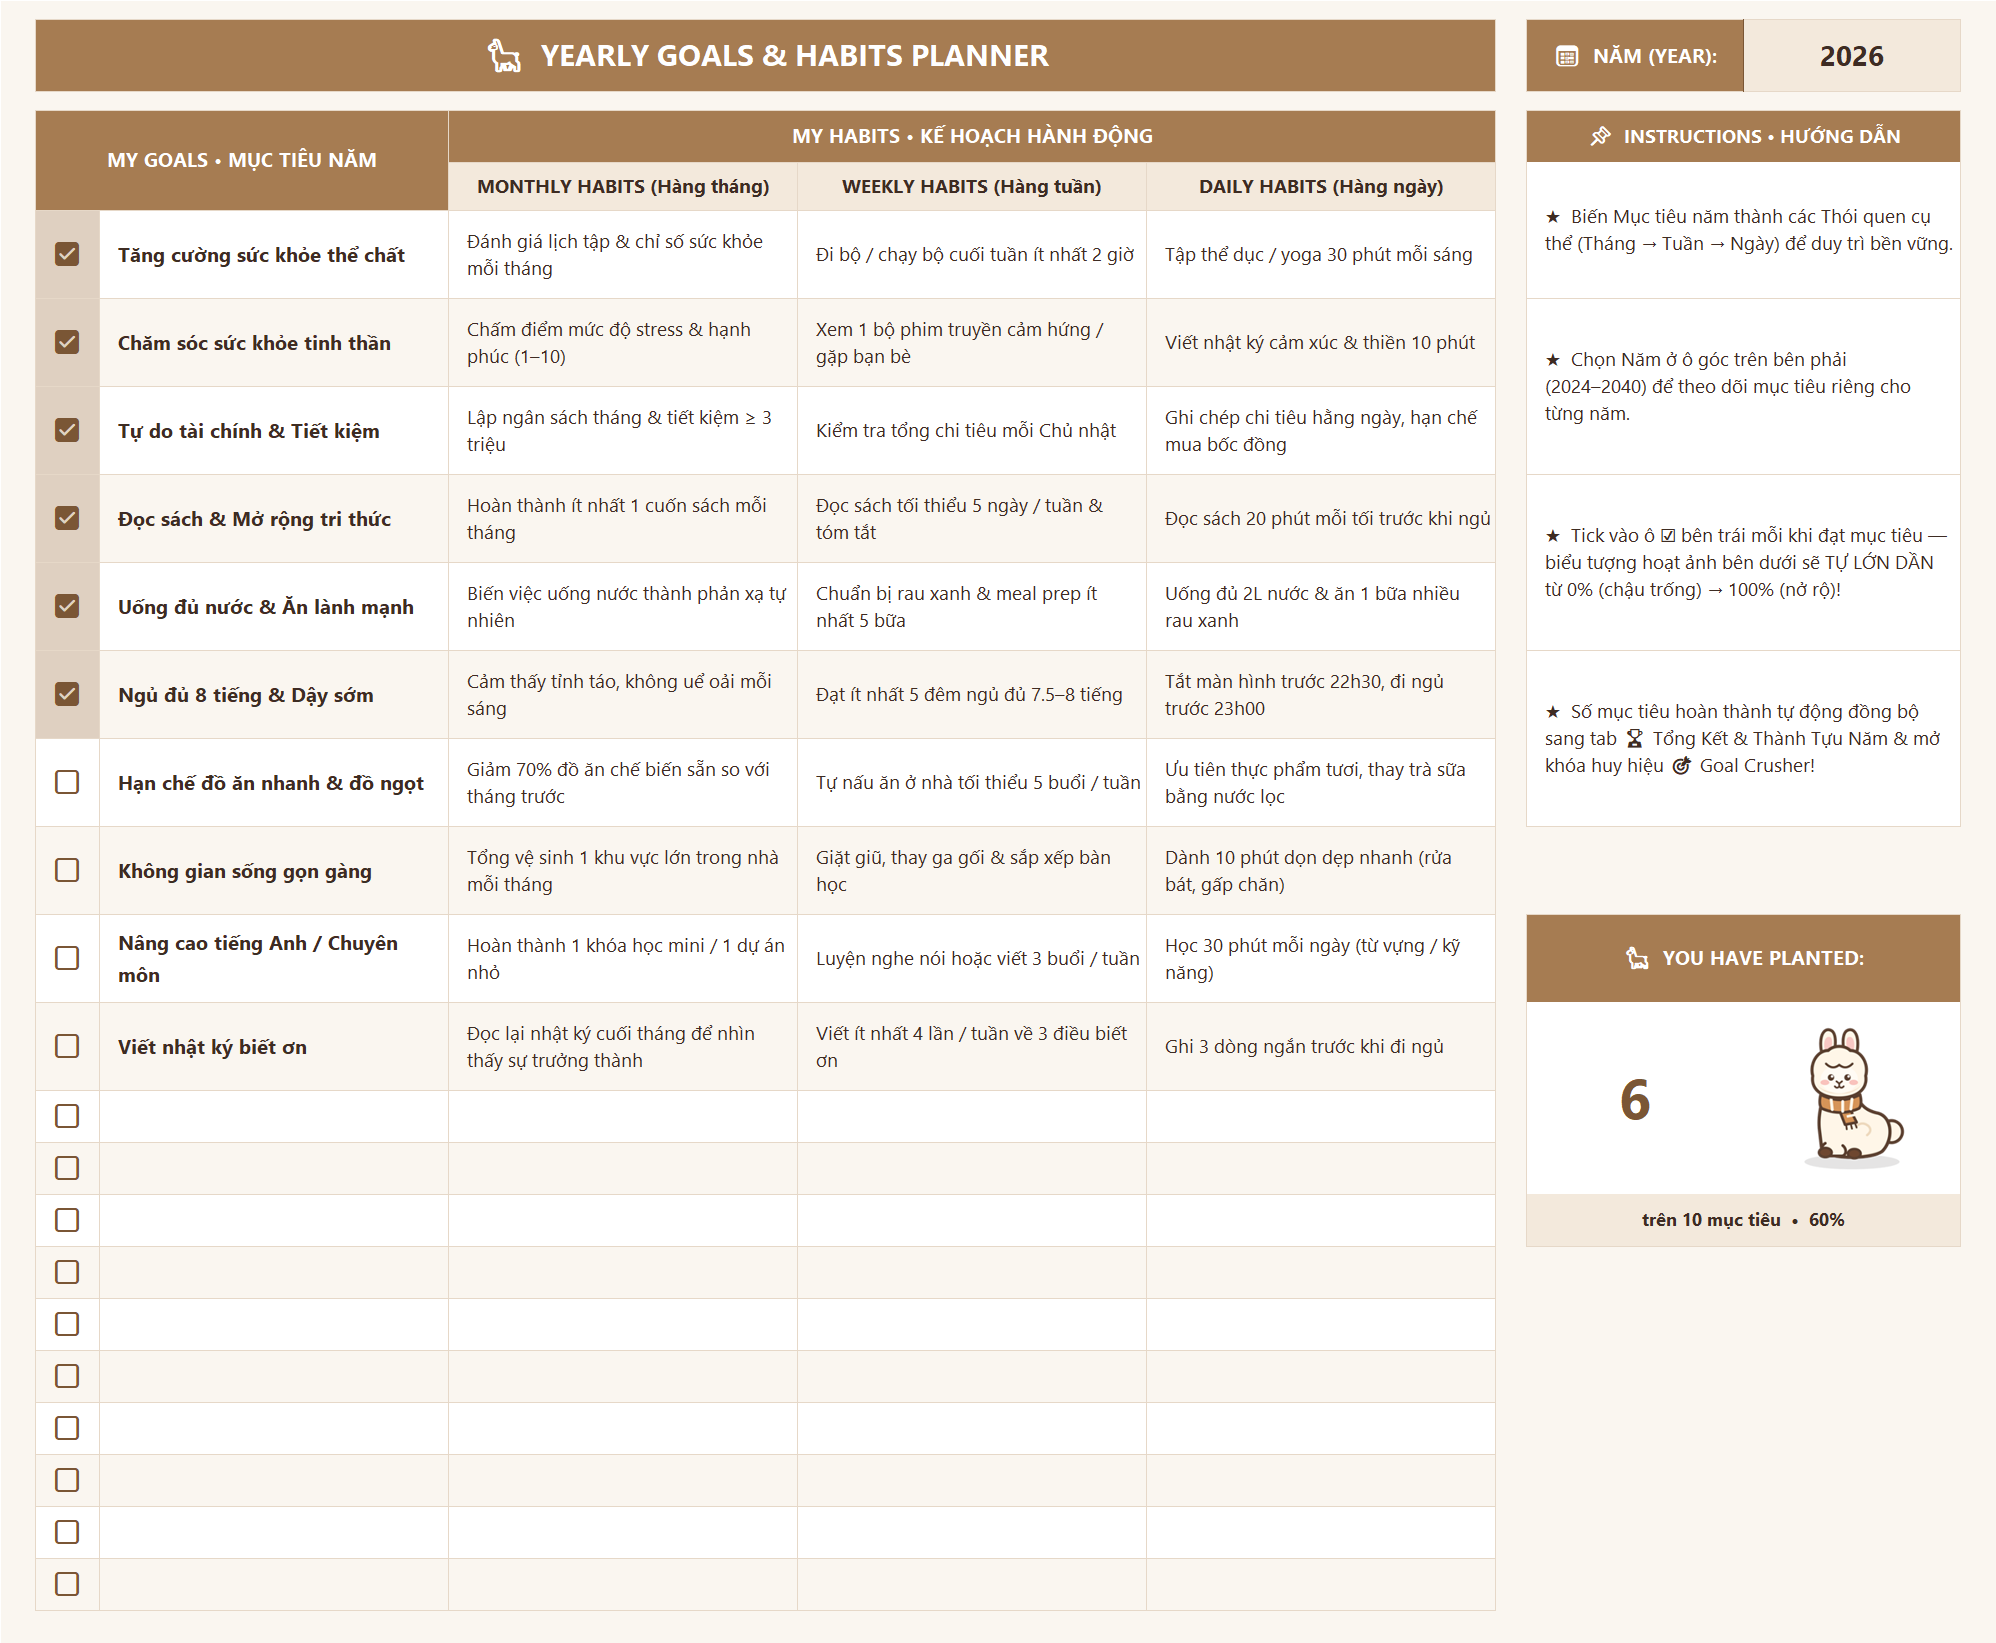 YEARLY GOALS & HABITS PLANNER
NĂM (YEAR):
2026
MY GOALS • MỤC TIÊU NĂM
MY HABITS • KẾ HOẠCH HÀNH ĐỘNG
MONTHLY HABITS (Hàng tháng)
WEEKLY HABITS (Hàng tuần)
DAILY HABITS (Hàng ngày)
Tăng cường sức khỏe thể chất
Đánh giá lịch tập & chỉ số sức khỏe
mỗi tháng
Đi bộ / chạy bộ cuối tuần ít nhất 2 giờ
Tập thể dục / yoga 30 phút mỗi sáng
Chăm sóc sức khỏe tinh thần
Chấm điểm mức độ stress & hạnh
phúc (1–10)
Xem 1 bộ phim truyền cảm hứng /
gặp bạn bè
Viết nhật ký cảm xúc & thiền 10 phút
Tự do tài chính & Tiết kiệm
Lập ngân sách tháng & tiết kiệm ≥ 3
triệu
Kiểm tra tổng chi tiêu mỗi Chủ nhật
Ghi chép chi tiêu hằng ngày, hạn chế
mua bốc đồng
Đọc sách & Mở rộng tri thức
Hoàn thành ít nhất 1 cuốn sách mỗi
tháng
Đọc sách tối thiểu 5 ngày / tuần &
tóm tắt
Đọc sách 20 phút mỗi tối trước khi ngủ
Uống đủ nước & Ăn lành mạnh
Biến việc uống nước thành phản xạ tự
nhiên
Chuẩn bị rau xanh & meal prep ít
nhất 5 bữa
Uống đủ 2L nước & ăn 1 bữa nhiều
rau xanh
Ngủ đủ 8 tiếng & Dậy sớm
Cảm thấy tỉnh táo, không uể oải mỗi
sáng
Đạt ít nhất 5 đêm ngủ đủ 7.5–8 tiếng
Tắt màn hình trước 22h30, đi ngủ
trước 23h00
Hạn chế đồ ăn nhanh & đồ ngọt
Giảm 70% đồ ăn chế biến sẵn so với
tháng trước
Tự nấu ăn ở nhà tối thiểu 5 buổi / tuần
Ưu tiên thực phẩm tươi, thay trà sữa
bằng nước lọc
Không gian sống gọn gàng
Tổng vệ sinh 1 khu vực lớn trong nhà
mỗi tháng
Giặt giũ, thay ga gối & sắp xếp bàn
học
Dành 10 phút dọn dẹp nhanh (rửa
bát, gấp chăn)
Nâng cao tiếng Anh / Chuyên
môn
Hoàn thành 1 khóa học mini / 1 dự án
nhỏ
Luyện nghe nói hoặc viết 3 buổi / tuần
Học 30 phút mỗi ngày (từ vựng / kỹ
năng)
Viết nhật ký biết ơn
Đọc lại nhật ký cuối tháng để nhìn
thấy sự trưởng thành
Viết ít nhất 4 lần / tuần về 3 điều biết
ơn
Ghi 3 dòng ngắn trước khi đi ngủ
INSTRUCTIONS • HƯỚNG DẪN
★ Biến Mục tiêu năm thành các Thói quen cụ
thể (Tháng → Tuần → Ngày) để duy trì bền vững.
★ Chọn Năm ở ô góc trên bên phải
(2024–2040) để theo dõi mục tiêu riêng cho
từng năm.
★ Tick vào ô ☑ bên trái mỗi khi đạt mục tiêu —
biểu tượng hoạt ảnh bên dưới sẽ TỰ LỚN DẦN
từ 0% (chậu trống) → 100% (nở rộ)!
★ Số mục tiêu hoàn thành tự động đồng bộ
sang tab 🏆 Tổng Kết & Thành Tựu Năm & mở
khóa huy hiệu 🎯 Goal Crusher!
YOU HAVE PLANTED:
6
trên 10 mục tiêu • 60%